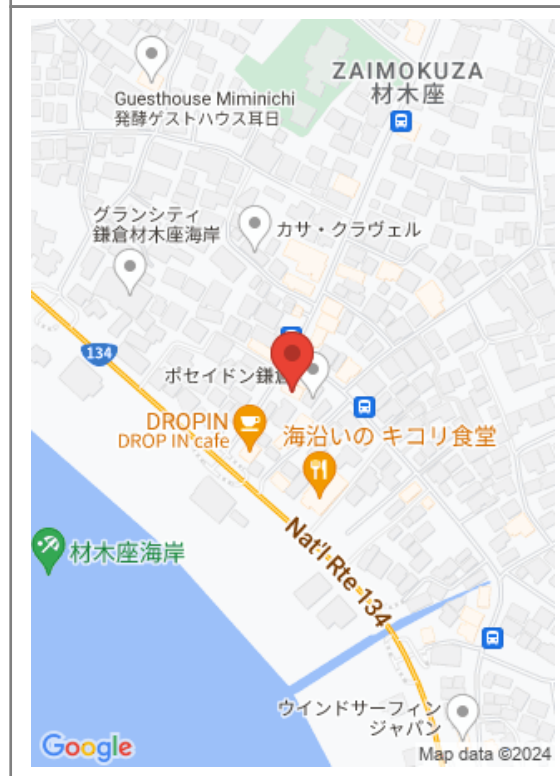 ZAIMOKUZA
材木座
Guesthouse Miminichi
発酵ゲストハウス耳日
グランシティ
鎌倉材木座海岸
カサ・クラヴェル
134
ポセイドン鎌倉
DROPIN
DROP IN cafe
海沿いの キコリ食堂
Nat'l Rte 134
材木座海岸
ウインドサーフィン
ジャパン
Google
Map data ©2024